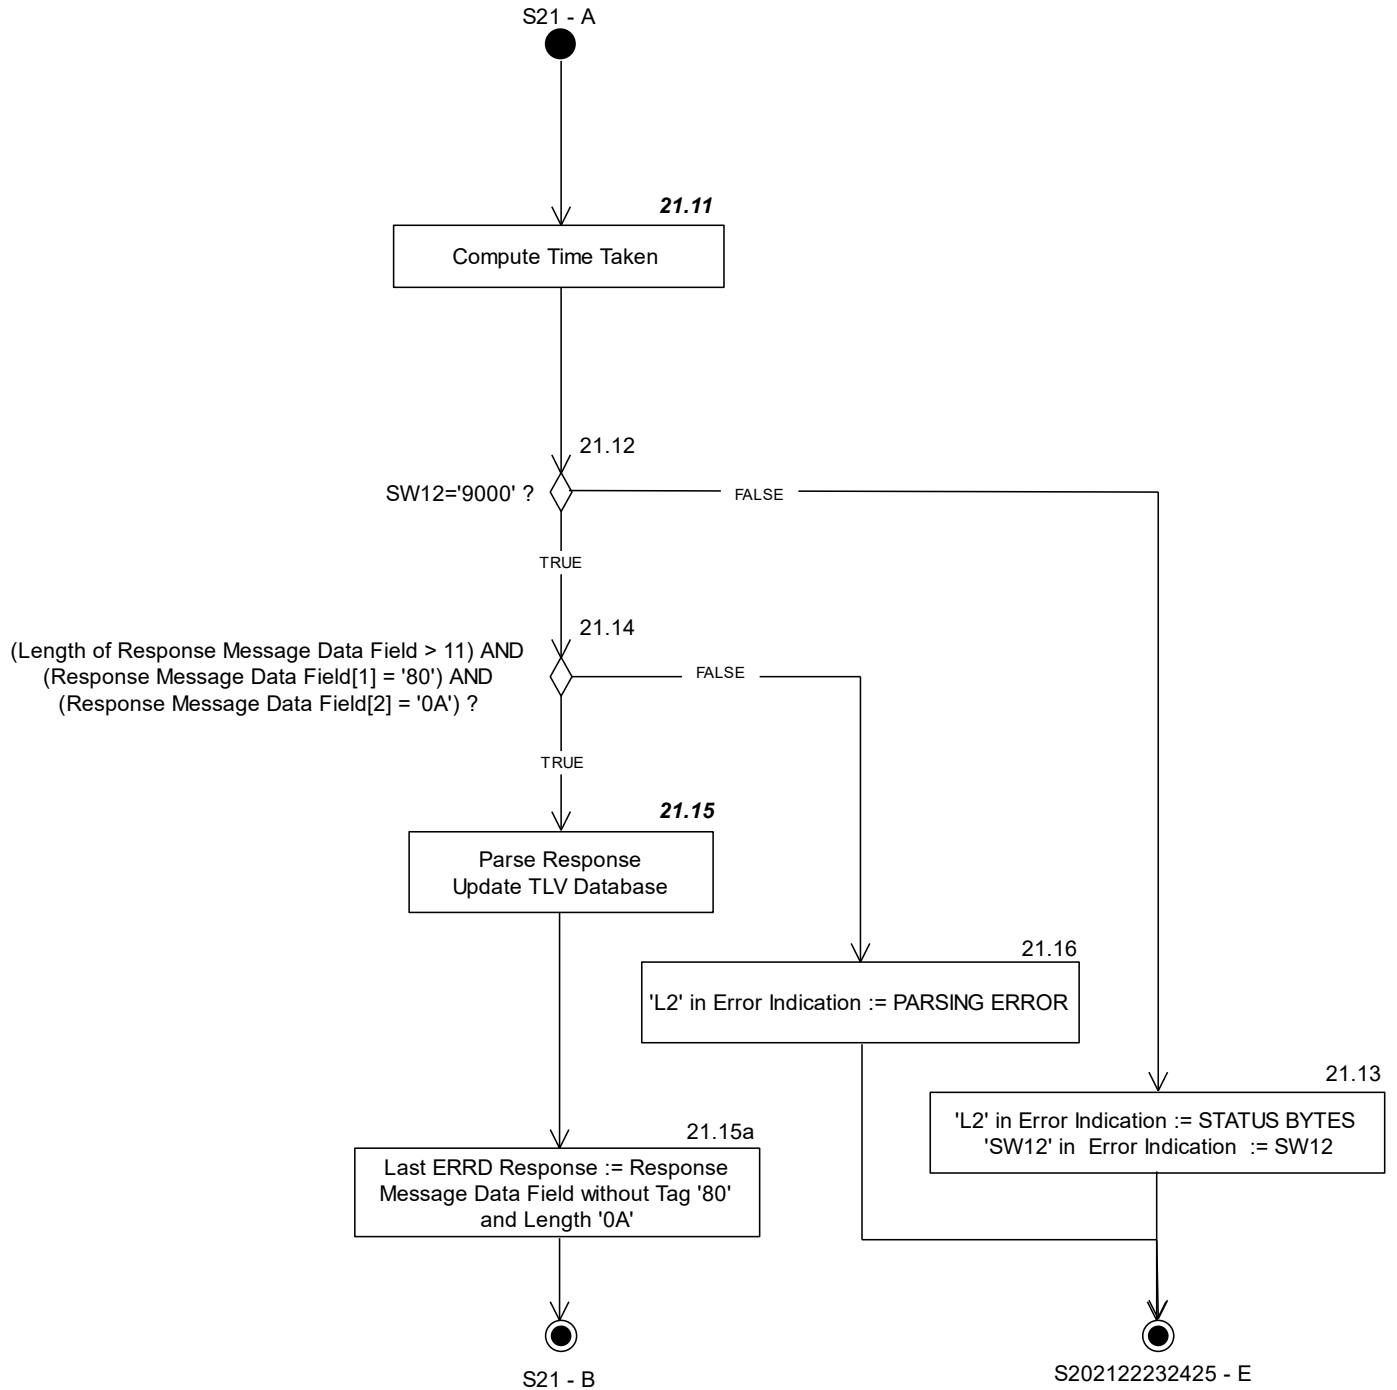 S21 - A
21.11
Compute Time Taken
21.12
SW12='9000' ?
FALSE
TRUE
21.14
(Length of Response Message Data Field > 11) AND
(Response Message Data Field[1] = '80') AND
(Response Message Data Field[2] = '0A') ?
FALSE
TRUE
21.15
Parse Response
Update TLV Database
21.16
'L2' in Error Indication := PARSING ERROR
21.13
'L2' in Error Indication := STATUS BYTES
'SW12' in  Error Indication  := SW12
21.15a
Last ERRD Response := Response
Message Data Field without Tag '80'
and Length '0A'
S21 - B
S202122232425 - E